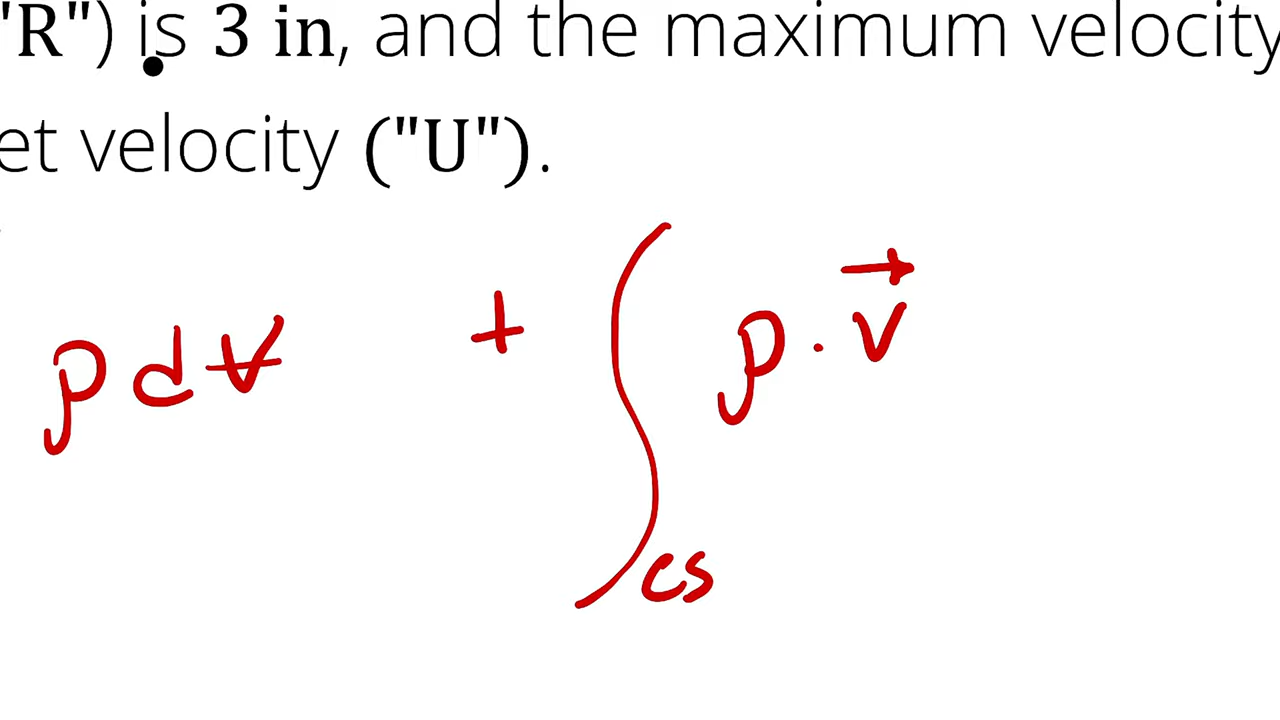 "R") is 3 in, and the maximum velocity
et velocity ("U").
ρ d V̶ + ∫ ρ · v⃗
cs